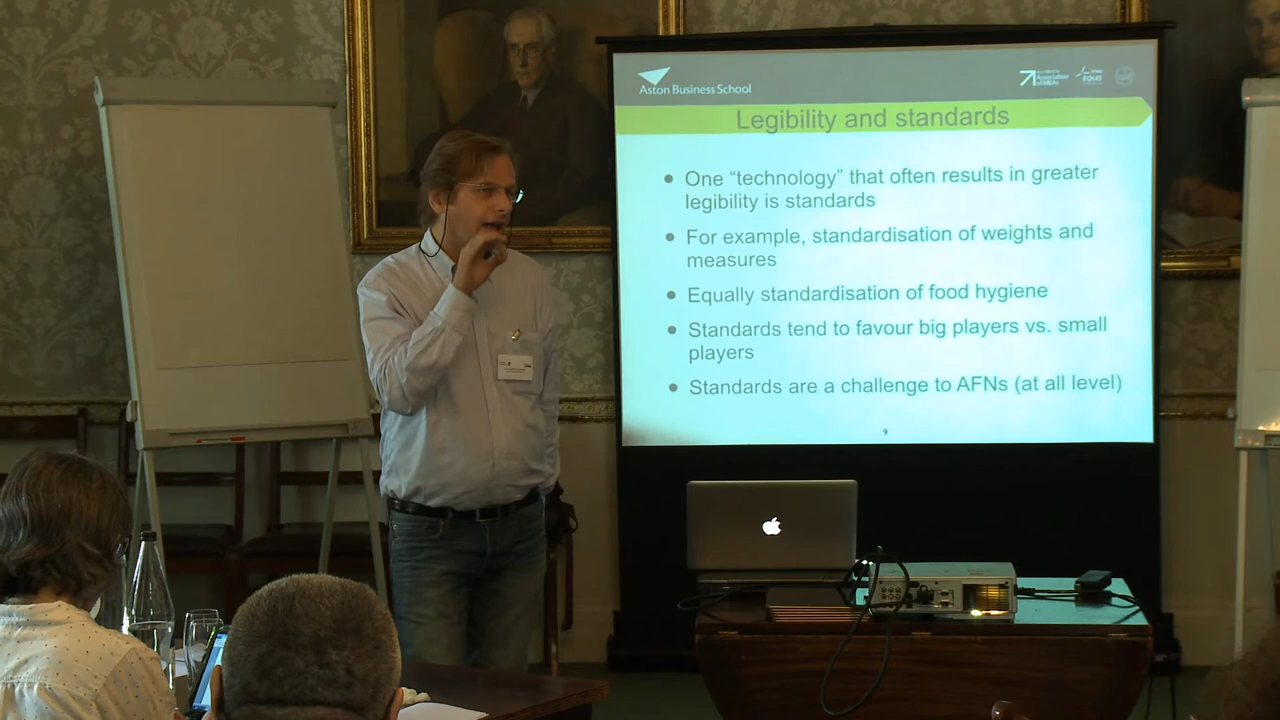 Aston Business School
Legibility and standards
One “technology” that often results in greater
legibility is standards
For example, standardisation of weights and
measures
Equally standardisation of food hygiene
Standards tend to favour big players vs. small
players
Standards are a challenge to AFNs (at all level)
9